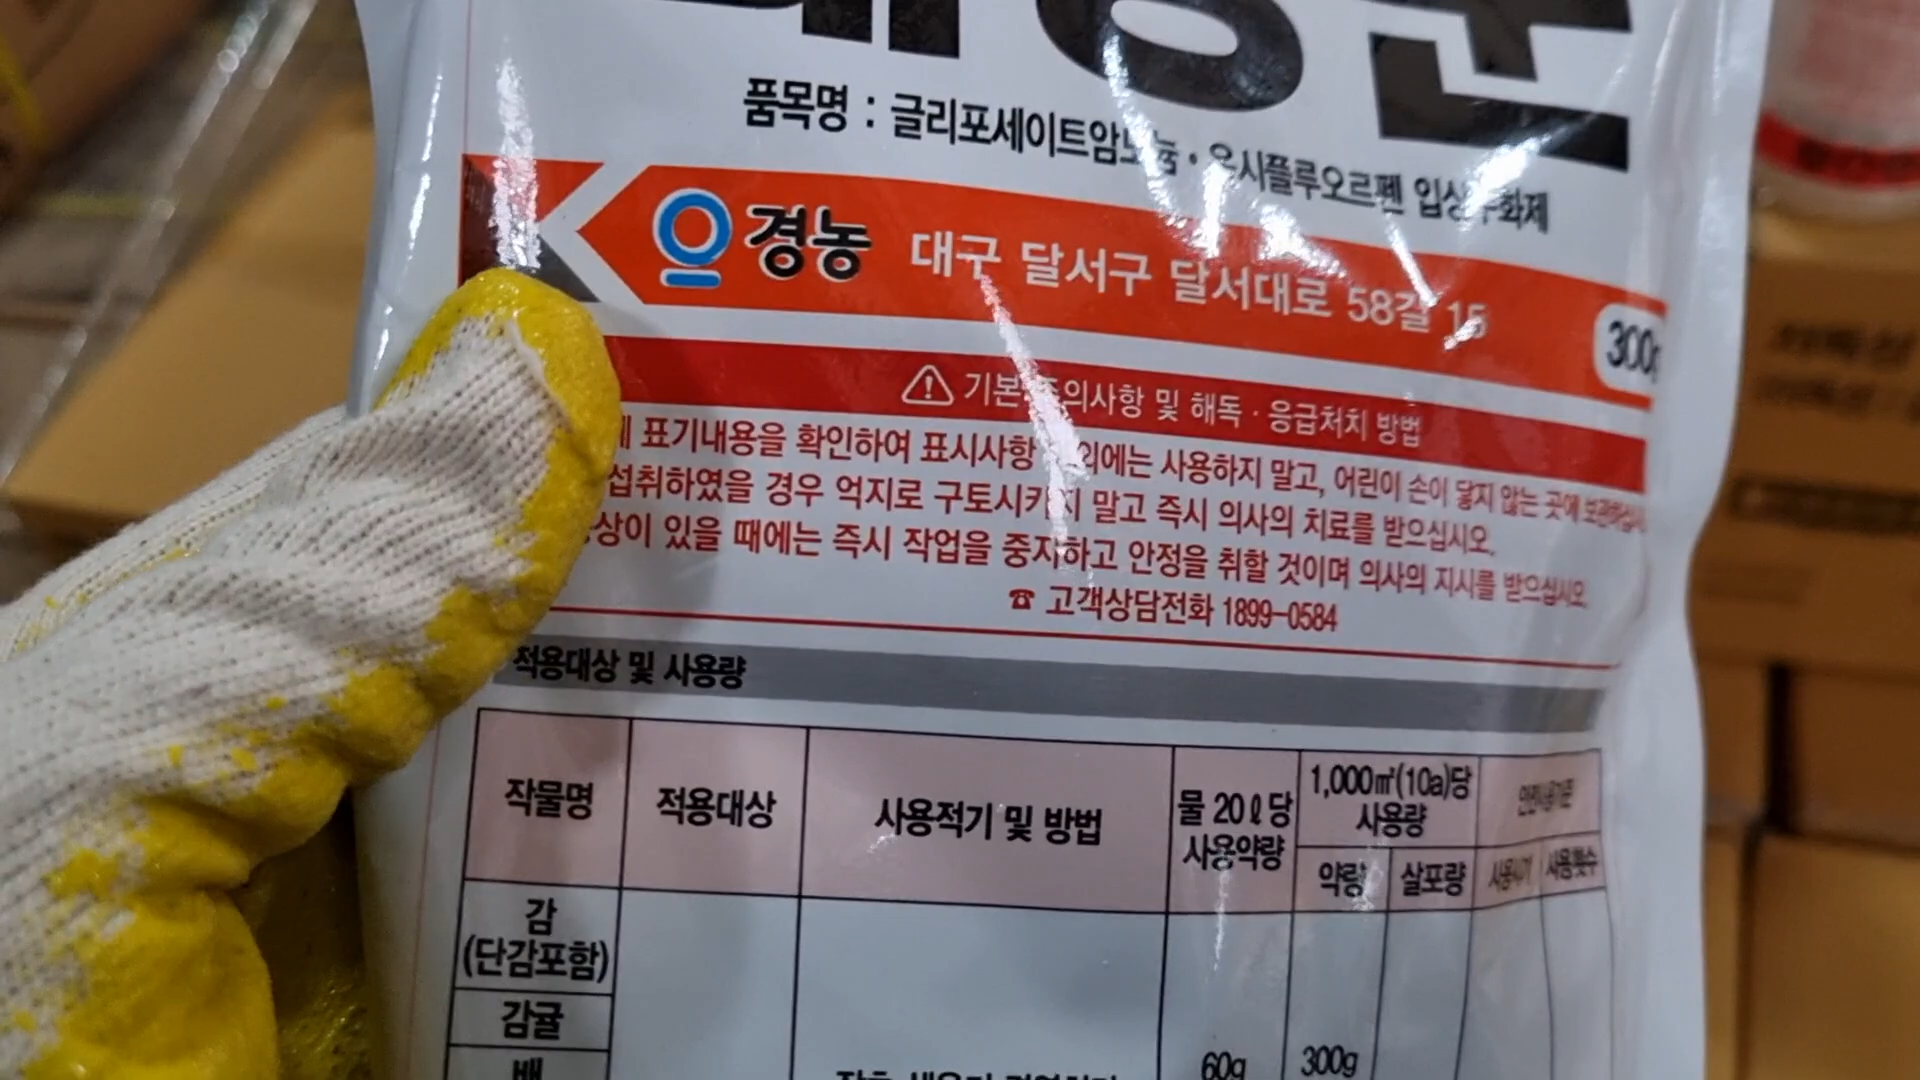 품목명 : 글리포세이트암모늄 · 옥시플루오르펜 입상수화제
경농 대구 달서구 달서대로 58길 15
300g
기본 주의사항 및 해독 · 응급처치 방법
표기내용을 확인하여 표시사항 이외에는 사용하지 말고, 어린이 손이 닿지 않는 곳에 보관하십시오
섭취하였을 경우 억지로 구토시키지 말고 즉시 의사의 치료를 받으십시오.
있을 때에는 즉시 작업을 중지하고 안정을 취할 것이며 의사의 지시를 받으십시오.
☎ 고객상담전화 1899-0584
적용대상 및 사용량
작물명 적용대상 사용적기 및 방법 물 20ℓ당 사용약량 1,000㎡(10a)당 사용량 안전사용기준
약량 살포량 사용시기 사용횟수
감
(단감포함)
감귤
배
60g 300g